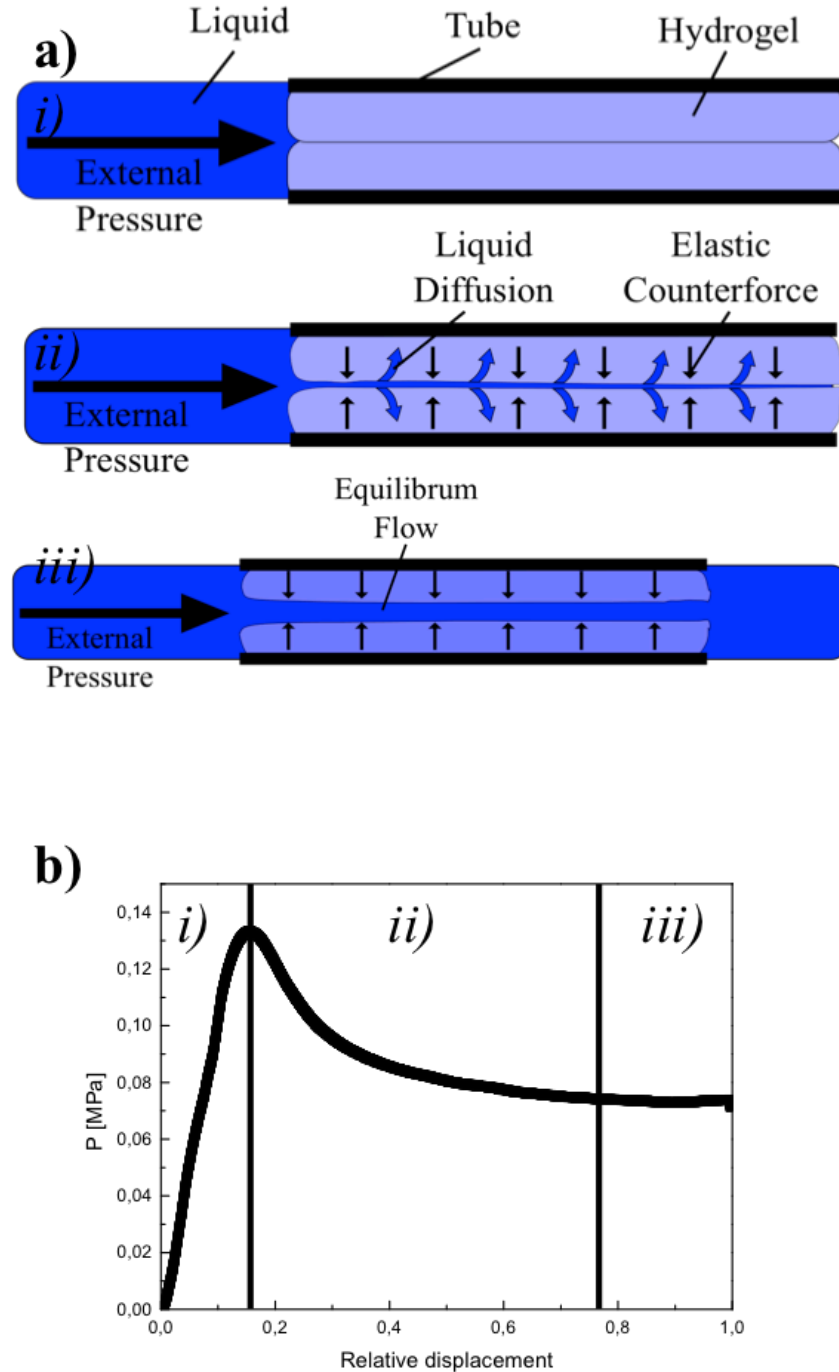 a)
Liquid
Tube
Hydrogel
i)
External
Pressure
Liquid
Diffusion
Elastic
Counterforce
ii)
External
Pressure
Equilibrum
Flow
iii)
External
Pressure
b)
i)
ii)
iii)
0,14
0,12
0,10
0,08
0,06
0,04
0,02
0,00
P [MPa]
0,0 0,2 0,4 0,6 0,8 1,0
Relative displacement